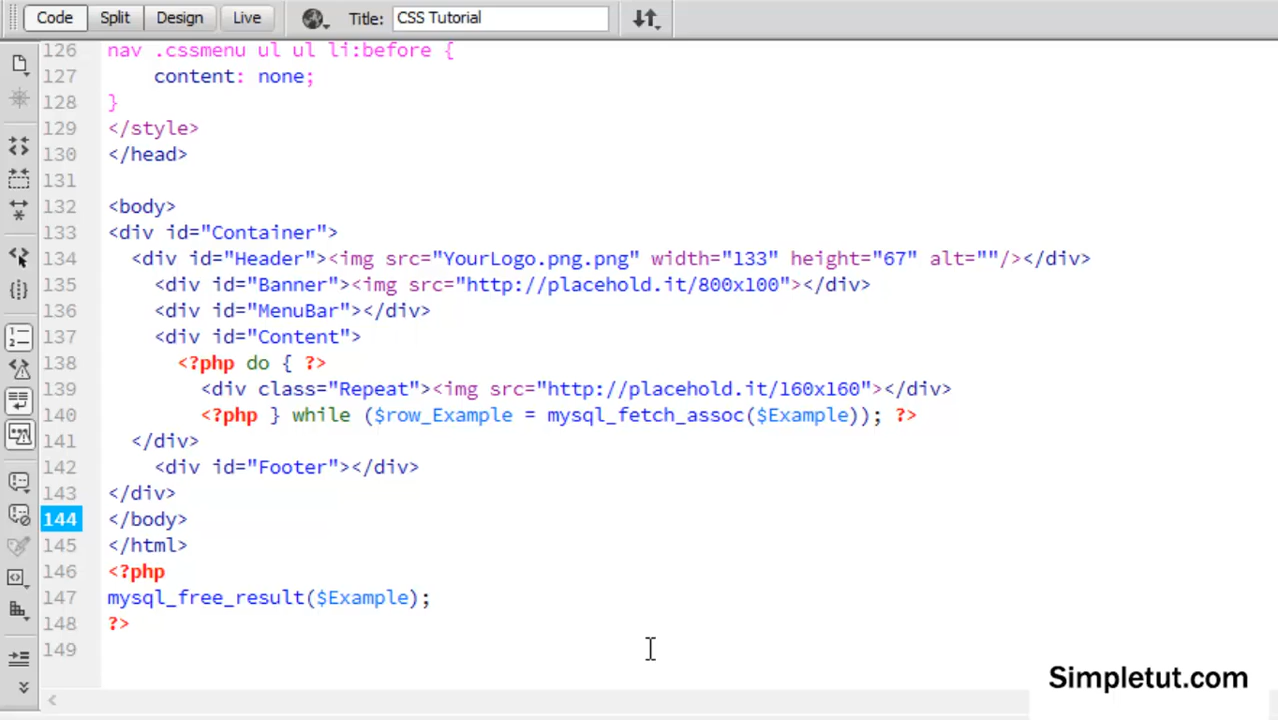 Code Split Design Live Title: CSS Tutorial
126 nav .cssmenu ul ul li:before {
127 content: none;
128 }
129 </style>
130 </head>
131
132 <body>
133 <div id="Container">
134 <div id="Header"><img src="YourLogo.png.png" width="133" height="67" alt=""/></div>
135 <div id="Banner"><img src="http://placehold.it/800x100"></div>
136 <div id="MenuBar"></div>
137 <div id="Content">
138 <?php do { ?>
139 <div class="Repeat"><img src="http://placehold.it/160x160"></div>
140 <?php } while ($row_Example = mysql_fetch_assoc($Example)); ?>
141 </div>
142 <div id="Footer"></div>
143 </div>
144 </body>
145 </html>
146 <?php
147 mysql_free_result($Example);
148 ?>
149
Simpletut.com